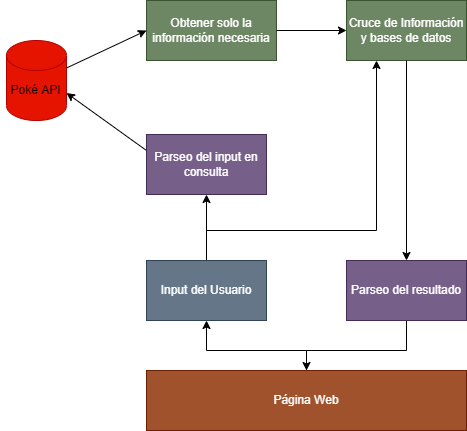 Obtener solo la
información necesaria
Cruce de Información
y bases de datos
Poké API
Parseo del input en
consulta
Input del Usuario
Parseo del resultado
Página Web